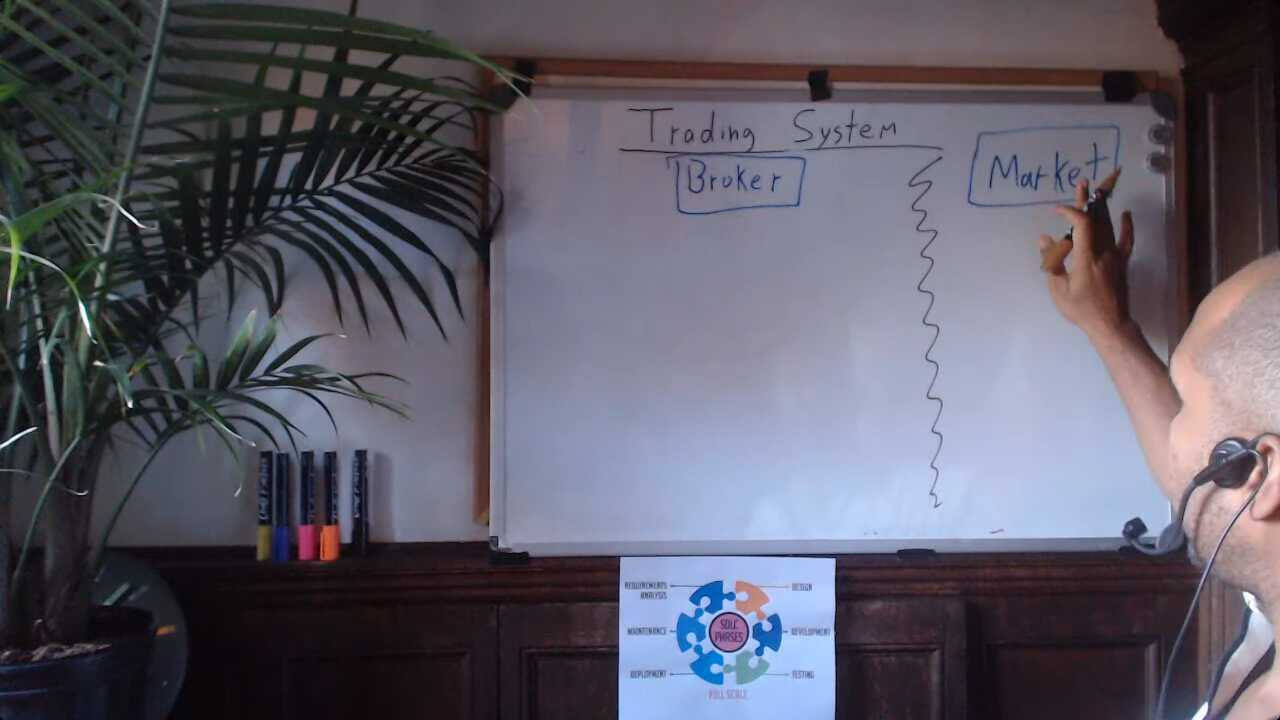 Trading System
Broker
Market
REQUIREMENTS ANALYSIS
DESIGN
MAINTENANCE
SDLC PHASES
DEVELOPMENT
DEPLOYMENT
TESTING
FULL SCALE